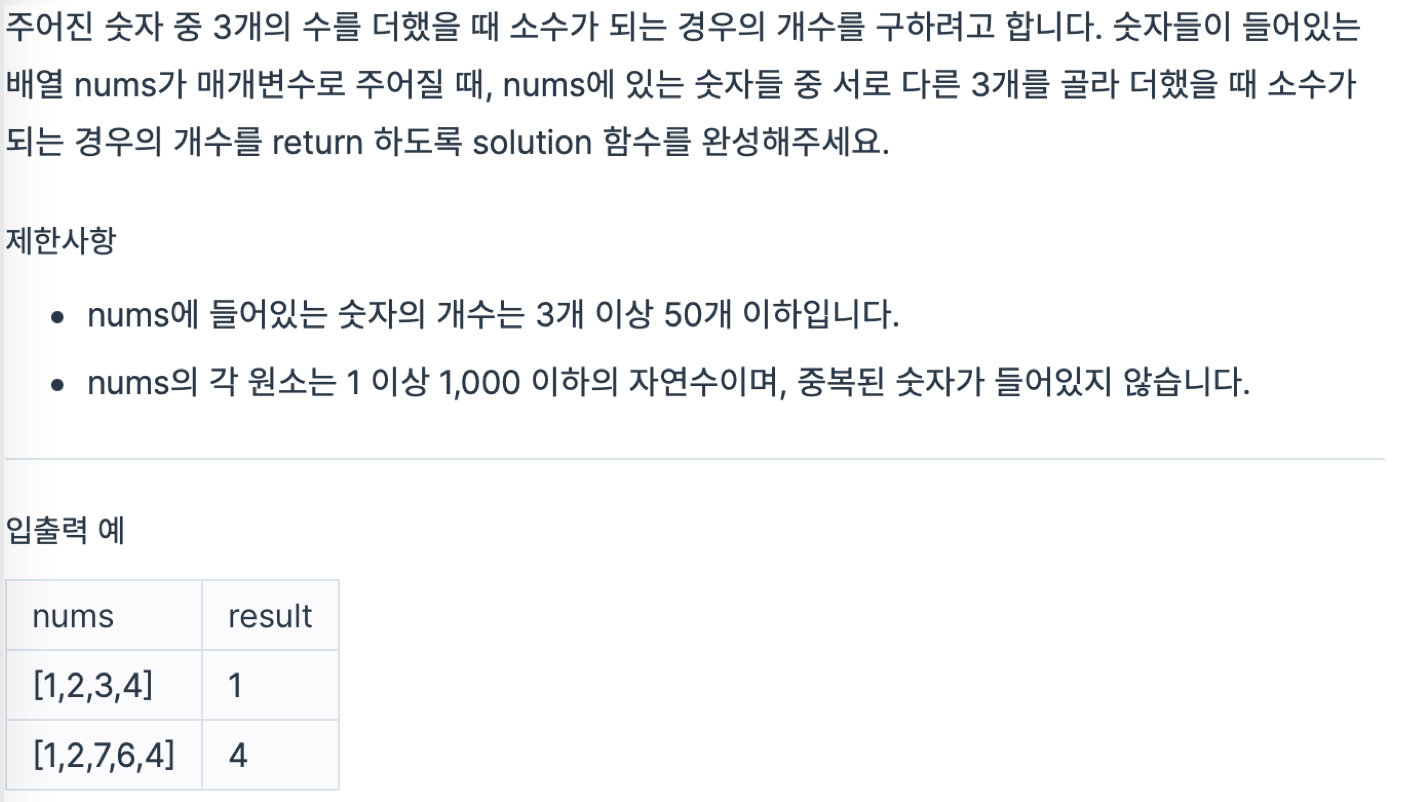 주어진 숫자 중 3개의 수를 더했을 때 소수가 되는 경우의 개수를 구하려고 합니다. 숫자들이 들어있는
배열 nums가 매개변수로 주어질 때, nums에 있는 숫자들 중 서로 다른 3개를 골라 더했을 때 소수가
되는 경우의 개수를 return 하도록 solution 함수를 완성해주세요.
제한사항
• nums에 들어있는 숫자의 개수는 3개 이상 50개 이하입니다.
• nums의 각 원소는 1 이상 1,000 이하의 자연수이며, 중복된 숫자가 들어있지 않습니다.
입출력 예
nums result
[1,2,3,4] 1
[1,2,7,6,4] 4